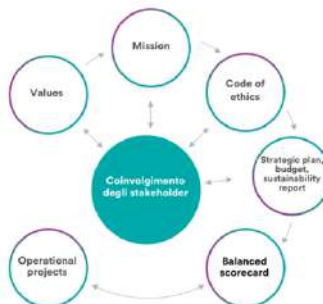 Mission
Values
Code of
ethics
Coinvolgimento
degli stakeholder
Strategic plan,
budget,
sustainability
report
Operational
projects
Balanced
scorecard